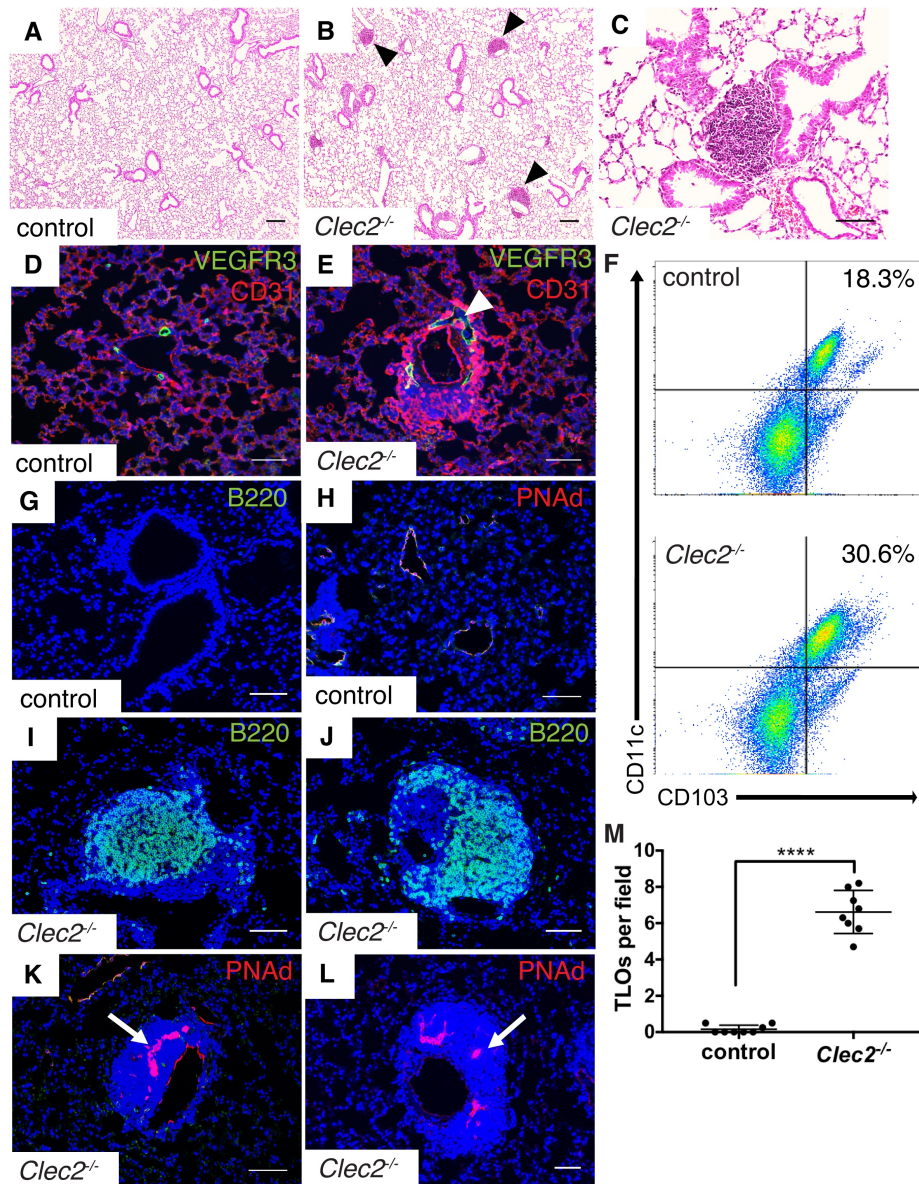 A
control
B
Clec2-/-
C
Clec2-/-
D
VEGFR3
CD31
control
E
VEGFR3
CD31
Clec2-/-
F
control
18.3%
Clec2-/-
30.6%
CD11c
CD103
G
B220
control
H
PNAd
control
I
B220
Clec2-/-
J
B220
Clec2-/-
K
PNAd
Clec2-/-
L
PNAd
Clec2-/-
M
****
TLOs per field
10
8
6
4
2
0
control
Clec2-/-